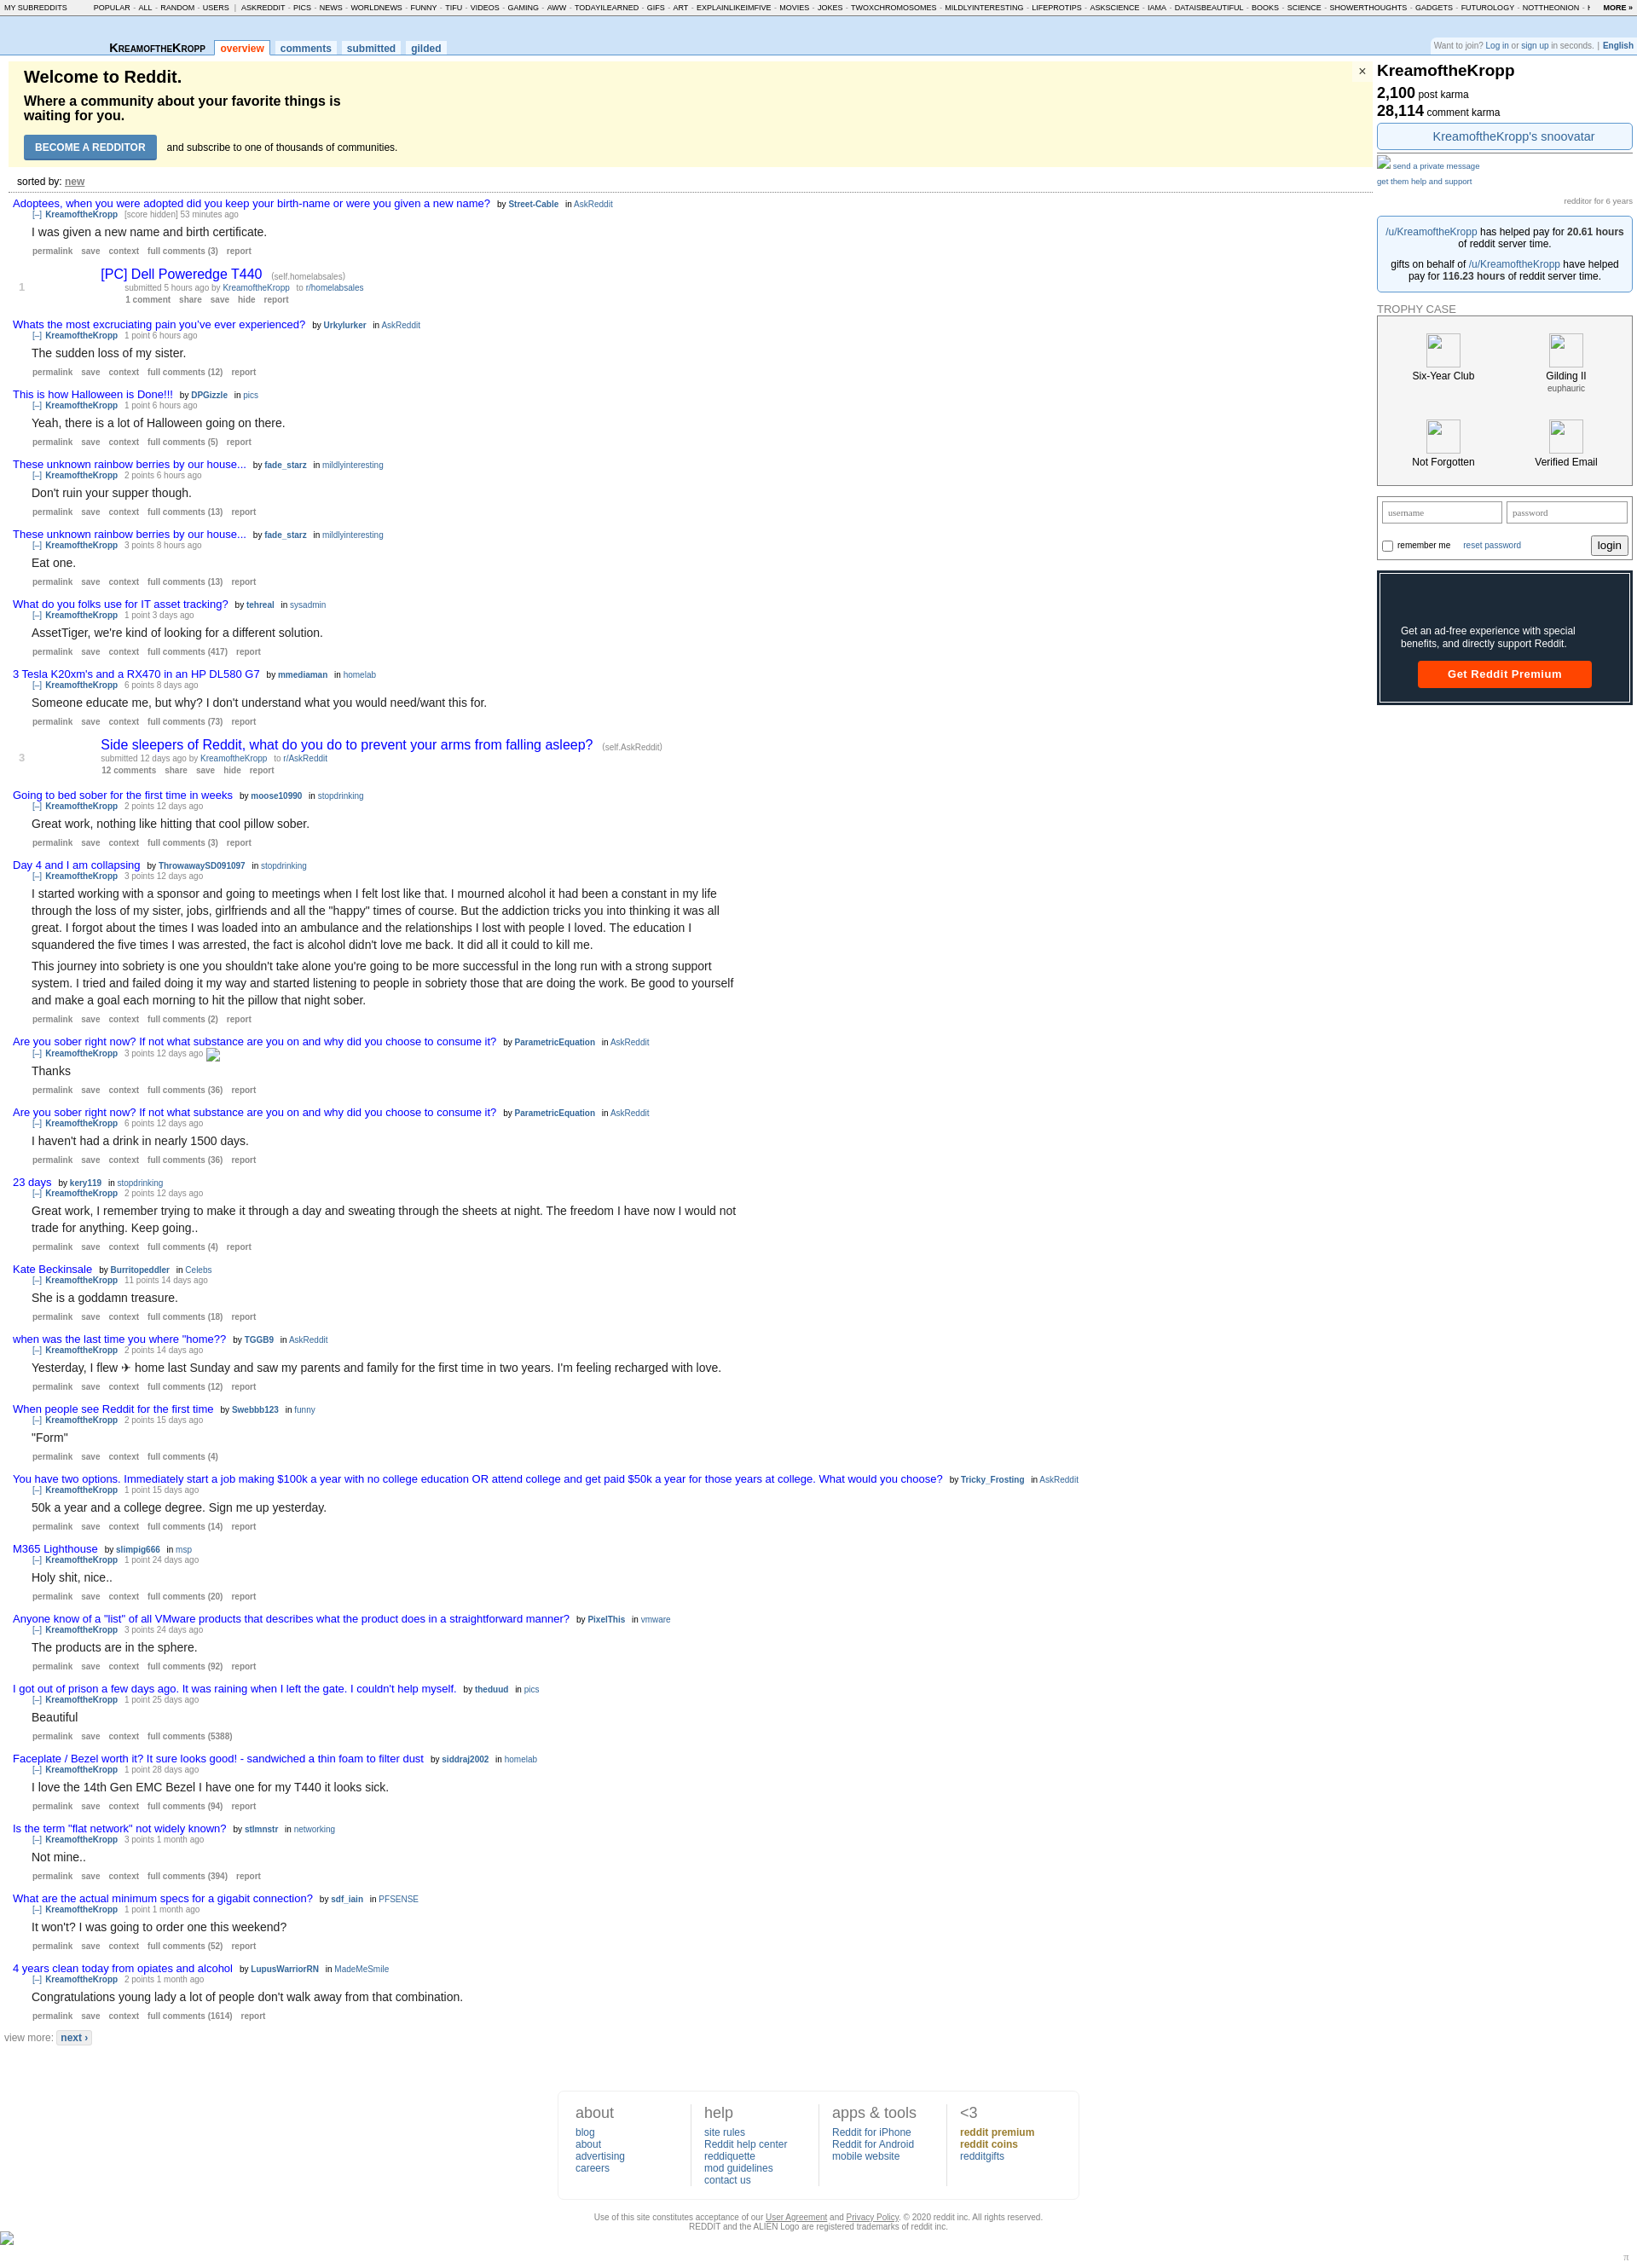 MY SUBREDDITS POPULAR - ALL - RANDOM - USERS | ASKREDDIT - PICS - NEWS - WORLDNEWS - FUNNY - TIFU - VIDEOS - GAMING - AWW - TODAYILEARNED - GIFS - ART - EXPLAINLIKEIMFIVE - MOVIES - JOKES - TWOXCHROMOSOMES - MILDLYINTERESTING - LIFEPROTIPS - ASKSCIENCE - IAMA - DATAISBEAUTIFUL - BOOKS - SCIENCE - SHOWERTHOUGHTS - GADGETS - FUTUROLOGY - NOTTHEONION - MORE »
KreamoftheKropp overview comments submitted gilded
Want to join? Log in or sign up in seconds. | English
Welcome to Reddit.
×
Where a community about your favorite things is
waiting for you.
BECOME A REDDITOR and subscribe to one of thousands of communities.
sorted by: new
Adoptees, when you were adopted did you keep your birth-name or were you given a new name? by Street-Cable in AskReddit
[–] KreamoftheKropp [score hidden] 53 minutes ago
I was given a new name and birth certificate.
permalink save context full comments (3) report
[PC] Dell Poweredge T440 (self.homelabsales)
1
submitted 5 hours ago by KreamoftheKropp to r/homelabsales
1 comment share save hide report
Whats the most excruciating pain you've ever experienced? by Urkylurker in AskReddit
[–] KreamoftheKropp 1 point 6 hours ago
The sudden loss of my sister.
permalink save context full comments (12) report
This is how Halloween is Done!!! by DPGizzle in pics
[–] KreamoftheKropp 1 point 6 hours ago
Yeah, there is a lot of Halloween going on there.
permalink save context full comments (5) report
These unknown rainbow berries by our house... by fade_starz in mildlyinteresting
[–] KreamoftheKropp 2 points 6 hours ago
Don't ruin your supper though.
permalink save context full comments (13) report
These unknown rainbow berries by our house... by fade_starz in mildlyinteresting
[–] KreamoftheKropp 3 points 8 hours ago
Eat one.
permalink save context full comments (13) report
What do you folks use for IT asset tracking? by tehreal in sysadmin
[–] KreamoftheKropp 1 point 3 days ago
AssetTiger, we're kind of looking for a different solution.
permalink save context full comments (417) report
3 Tesla K20xm's and a RX470 in an HP DL580 G7 by mmediaman in homelab
[–] KreamoftheKropp 6 points 8 days ago
Someone educate me, but why? I don't understand what you would need/want this for.
permalink save context full comments (73) report
Side sleepers of Reddit, what do you do to prevent your arms from falling asleep? (self.AskReddit)
3
submitted 12 days ago by KreamoftheKropp to r/AskReddit
12 comments share save hide report
Going to bed sober for the first time in weeks by moose10990 in stopdrinking
[–] KreamoftheKropp 2 points 12 days ago
Great work, nothing like hitting that cool pillow sober.
permalink save context full comments (3) report
Day 4 and I am collapsing by ThrowawaySD091097 in stopdrinking
[–] KreamoftheKropp 3 points 12 days ago
I started working with a sponsor and going to meetings when I felt lost like that. I mourned alcohol it had been a constant in my life
through the loss of my sister, jobs, girlfriends and all the "happy" times of course. But the addiction tricks you into thinking it was all
great. I forgot about the times I was loaded into an ambulance and the relationships I lost with people I loved. The education I
squandered the five times I was arrested, the fact is alcohol didn't love me back. It did all it could to kill me.
This journey into sobriety is one you shouldn't take alone you're going to be more successful in the long run with a strong support
system. I tried and failed doing it my way and started listening to people in sobriety those that are doing the work. Be good to yourself
and make a goal each morning to hit the pillow that night sober.
permalink save context full comments (2) report
Are you sober right now? If not what substance are you on and why did you choose to consume it? by ParametricEquation in AskReddit
[–] KreamoftheKropp 3 points 12 days ago
Thanks
permalink save context full comments (36) report
Are you sober right now? If not what substance are you on and why did you choose to consume it? by ParametricEquation in AskReddit
[–] KreamoftheKropp 6 points 12 days ago
I haven't had a drink in nearly 1500 days.
permalink save context full comments (36) report
23 days by kery119 in stopdrinking
[–] KreamoftheKropp 2 points 12 days ago
Great work, I remember trying to make it through a day and sweating through the sheets at night. The freedom I have now I would not
trade for anything. Keep going..
permalink save context full comments (4) report
Kate Beckinsale by Burritopeddler in Celebs
[–] KreamoftheKropp 11 points 14 days ago
She is a goddamn treasure.
permalink save context full comments (18) report
when was the last time you where "home?? by TGGB9 in AskReddit
[–] KreamoftheKropp 2 points 14 days ago
Yesterday, I flew ✈ home last Sunday and saw my parents and family for the first time in two years. I'm feeling recharged with love.
permalink save context full comments (12) report
When people see Reddit for the first time by Swebbb123 in funny
[–] KreamoftheKropp 2 points 15 days ago
"Form"
permalink save context full comments (4)
You have two options. Immediately start a job making $100k a year with no college education OR attend college and get paid $50k a year for those years at college. What would you choose? by Tricky_Frosting in AskReddit
[–] KreamoftheKropp 1 point 15 days ago
50k a year and a college degree. Sign me up yesterday.
permalink save context full comments (14) report
M365 Lighthouse by slimpig666 in msp
[–] KreamoftheKropp 1 point 24 days ago
Holy shit, nice..
permalink save context full comments (20) report
Anyone know of a "list" of all VMware products that describes what the product does in a straightforward manner? by PixelThis in vmware
[–] KreamoftheKropp 3 points 24 days ago
The products are in the sphere.
permalink save context full comments (92) report
I got out of prison a few days ago. It was raining when I left the gate. I couldn't help myself. by theduud in pics
[–] KreamoftheKropp 1 point 25 days ago
Beautiful
permalink save context full comments (5388)
Faceplate / Bezel worth it? It sure looks good! - sandwiched a thin foam to filter dust by siddraj2002 in homelab
[–] KreamoftheKropp 1 point 28 days ago
I love the 14th Gen EMC Bezel I have one for my T440 it looks sick.
permalink save context full comments (94) report
Is the term "flat network" not widely known? by stlmnstr in networking
[–] KreamoftheKropp 3 points 1 month ago
Not mine..
permalink save context full comments (394) report
What are the actual minimum specs for a gigabit connection? by sdf_iain in PFSENSE
[–] KreamoftheKropp 1 point 1 month ago
It won't? I was going to order one this weekend?
permalink save context full comments (52) report
4 years clean today from opiates and alcohol by LupusWarriorRN in MadeMeSmile
[–] KreamoftheKropp 2 points 1 month ago
Congratulations young lady a lot of people don't walk away from that combination.
permalink save context full comments (1614) report
view more: next ›
KreamoftheKropp
2,100 post karma
28,114 comment karma
KreamoftheKropp's snoovatar
send a private message
get them help and support
redditor for 6 years
/u/KreamoftheKropp has helped pay for 20.61 hours
of reddit server time.
gifts on behalf of /u/KreamoftheKropp have helped
pay for 116.23 hours of reddit server time.
TROPHY CASE
Six-Year Club Gilding II
euphauric
Not Forgotten Verified Email
username password
remember me reset password login
Get an ad-free experience with special
benefits, and directly support Reddit.
Get Reddit Premium
about
blog
about
advertising
careers
help
site rules
Reddit help center
reddiquette
mod guidelines
contact us
apps & tools
Reddit for iPhone
Reddit for Android
mobile website
<3
reddit premium
reddit coins
redditgifts
Use of this site constitutes acceptance of our User Agreement and Privacy Policy. © 2020 reddit inc. All rights reserved.
REDDIT and the ALIEN Logo are registered trademarks of reddit inc.
π